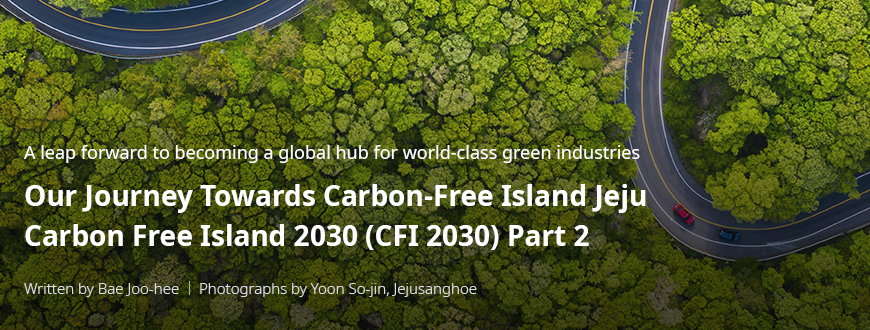 A leap forward to becoming a global hub for world-class green industries
Our Journey Towards Carbon-Free Island Jeju
Carbon Free Island 2030 (CFI 2030) Part 2
Written by Bae Joo-hee | Photographs by Yoon So-jin, Jejusanghoe